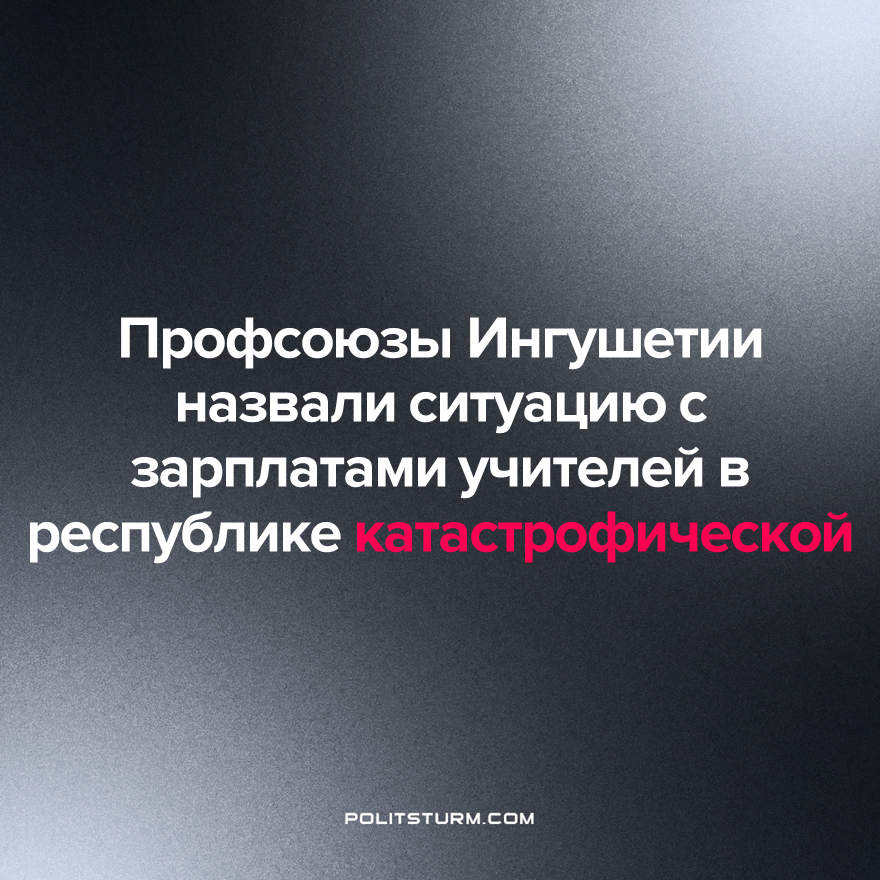 Профсоюзы Ингушетии
назвали ситуацию с
зарплатами учителей в
республике катастрофической
POLITSTURM.COM